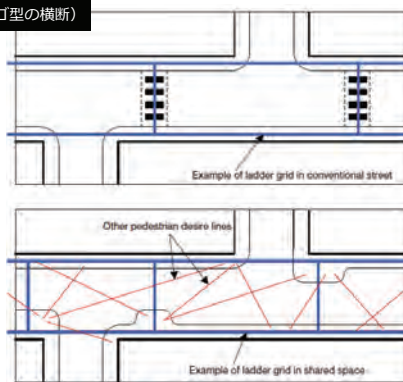 ゴ型の横断）
Example of ladder grid in conventional street
Other pedestrian desire lines
Example of ladder grid in shared space